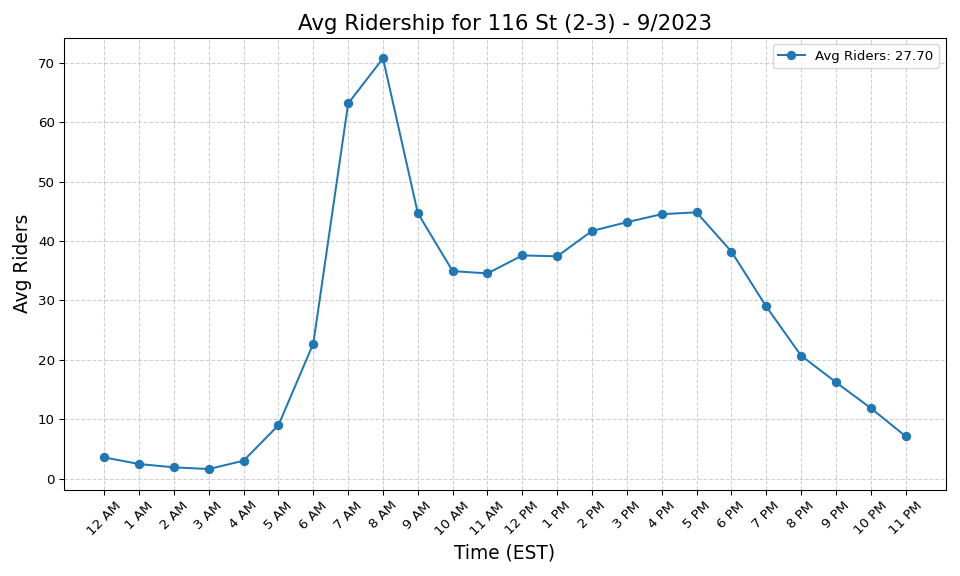 Avg Ridership for 116 St (2-3) - 9/2023
Avg Riders: 27.70
Avg Riders
70
60
50
40
30
20
10
0
12 AM
1 AM
2 AM
3 AM
4 AM
5 AM
6 AM
7 AM
8 AM
9 AM
10 AM
11 AM
12 PM
1 PM
2 PM
3 PM
4 PM
5 PM
6 PM
7 PM
8 PM
9 PM
10 PM
11 PM
Time (EST)